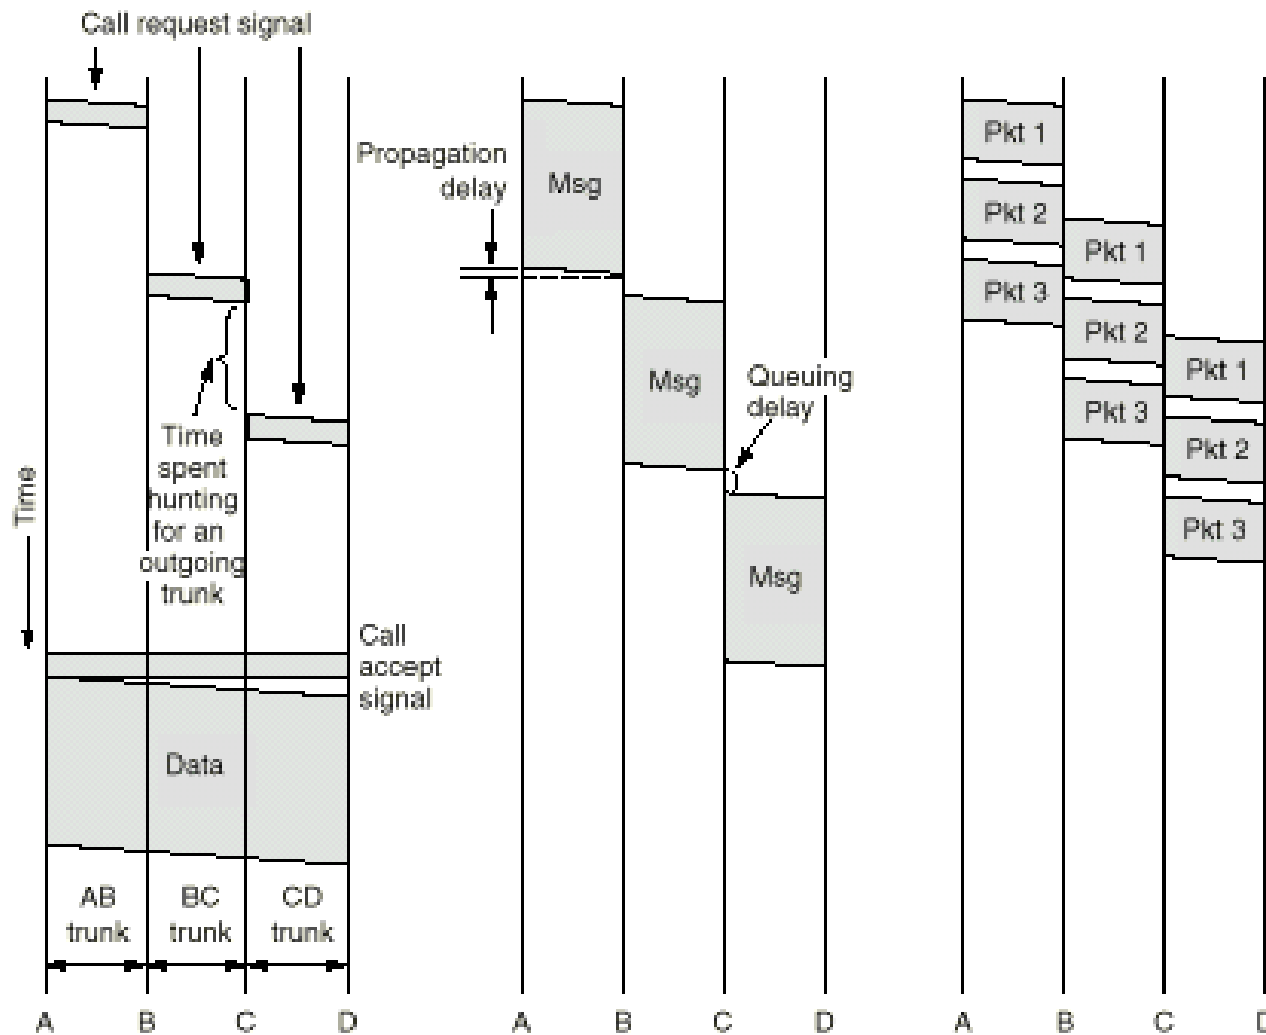 Call request signal
Propagation
delay
Msg
Pkt 1
Pkt 2
Pkt 1
Pkt 3
Pkt 2
Msg
Queuing
delay
Pkt 1
Pkt 3
Time
spent
hunting
for an
outgoing
trunk
Pkt 2
Time
Pkt 3
Msg
Call
accept
signal
Data
AB
trunk
BC
trunk
CD
trunk
A B C D
A B C D
A B C